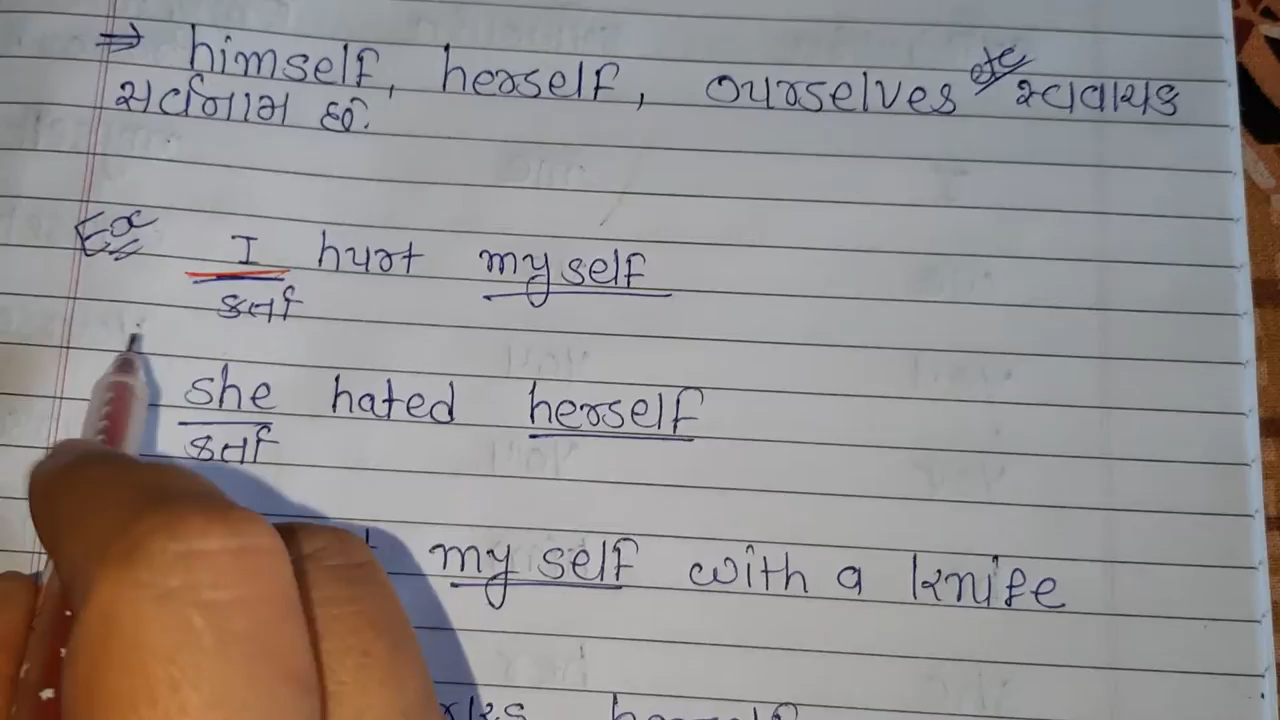 ⇒ himself, herself, ourselves etc સ્વવાચક
સર્વનામ છે.
Ex I hurt myself
કર્તા
she hated herself
કર્તા
my self with a knife